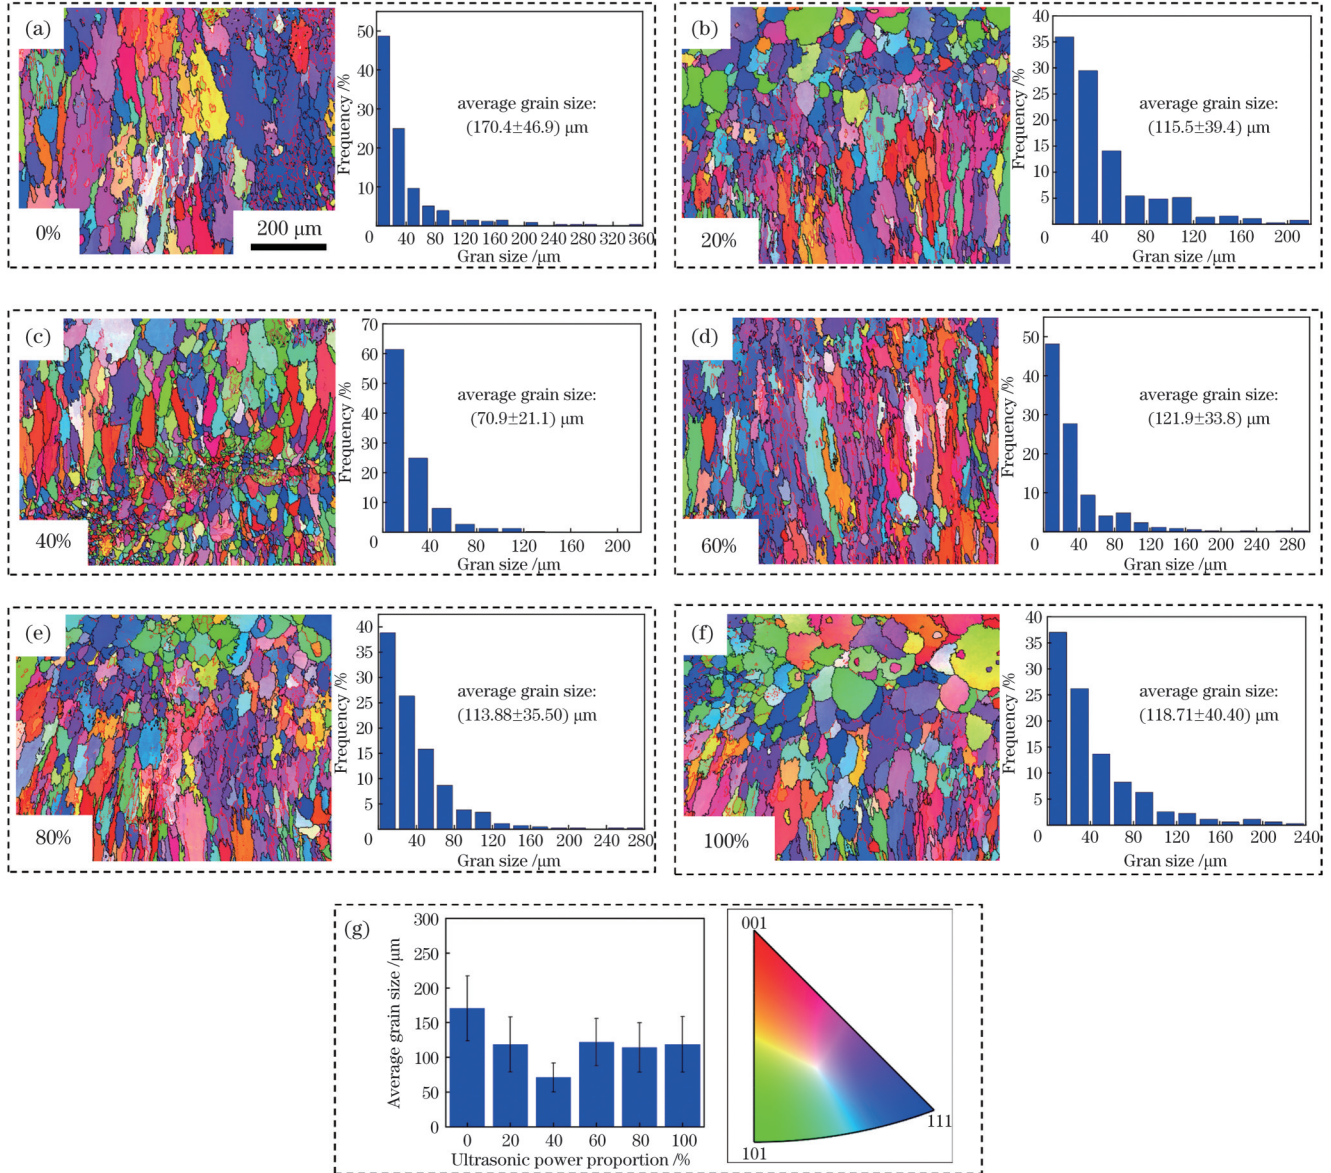 (a)
0%
200 μm
Frequency /%
50
40
30
20
10
0
average grain size:
(170.4±46.9) μm
40 80 120 160 200 240 280 320 360
Gran size/μm
(b)
20%
Frequency /%
40
35
30
25
20
15
10
5
0
average grain size:
(115.5±39.4) μm
40 80 120 160 200
Gran size /μm
(c)
40%
Frequency /%
70
60
50
40
30
20
10
0
average grain size:
(70.9±21.1) μm
40 80 120 160 200
Gran size /μm
(d)
60%
Frequency /%
50
40
30
20
10
0
average grain size:
(121.9±33.8) μm
40 80 120 160 200 240 280
Gran size /μm
(e)
80%
Frequency /%
40
35
30
25
20
15
10
5
0
average grain size:
(113.88±35.50) μm
40 80 120 160 200 240 280
Gran size /μm
(f)
100%
Frequency /%
40
35
30
25
20
15
10
5
0
average grain size:
(118.71±40.40) μm
40 80 120 160 200 240
Gran size /μm
(g)
Average grain size /μm
300
250
200
150
100
50
0
0 20 40 60 80 100
Ultrasonic power proportion /%
001
111
101